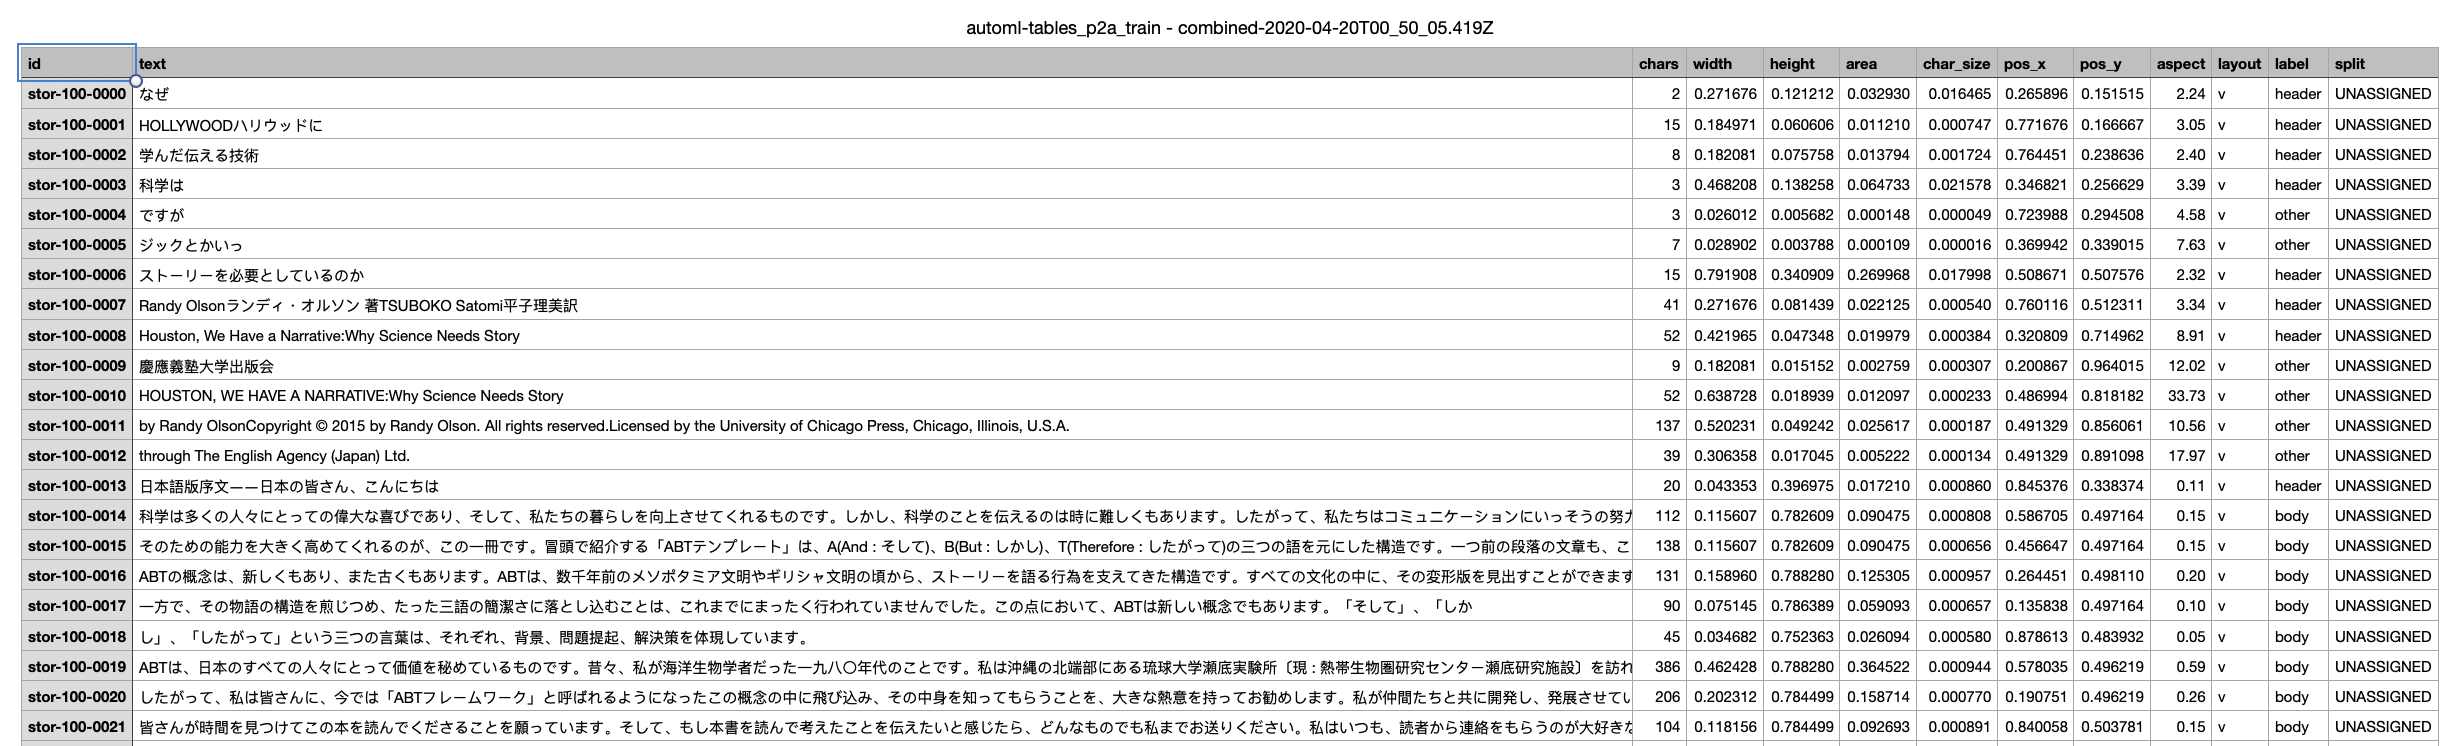 automl-tables_p2a_train - combined-2020-04-20T00_50_05.419Z
id text chars width height area char_size pos_x pos_y aspect layout label split
stor-100-0000 なぜ 2 0.271676 0.121212 0.032930 0.016465 0.265896 0.151515 2.24 v header UNASSIGNED
stor-100-0001 HOLLYWOODハリウッドに 15 0.184971 0.060606 0.011210 0.000747 0.771676 0.166667 3.05 v header UNASSIGNED
stor-100-0002 学んだ伝える技術 8 0.182081 0.075758 0.013794 0.001724 0.764451 0.238636 2.40 v header UNASSIGNED
stor-100-0003 科学は 3 0.468208 0.138258 0.064733 0.021578 0.346821 0.256629 3.39 v header UNASSIGNED
stor-100-0004 ですが 3 0.026012 0.005682 0.000148 0.000049 0.723988 0.294508 4.58 v other UNASSIGNED
stor-100-0005 ジックとかいっ 7 0.028902 0.003788 0.000109 0.000016 0.369942 0.339015 7.63 v other UNASSIGNED
stor-100-0006 ストーリーを必要としているのか 15 0.791908 0.340909 0.269968 0.017998 0.508671 0.507576 2.32 v header UNASSIGNED
stor-100-0007 Randy Olsonランディ・オルソン 著TSUBOKO Satomi平子理美訳 41 0.271676 0.081439 0.022125 0.000540 0.760116 0.512311 3.34 v header UNASSIGNED
stor-100-0008 Houston, We Have a Narrative:Why Science Needs Story 52 0.421965 0.047348 0.019979 0.000384 0.320809 0.714962 8.91 v header UNASSIGNED
stor-100-0009 慶應義塾大学出版会 9 0.182081 0.015152 0.002759 0.000307 0.200867 0.964015 12.02 v other UNASSIGNED
stor-100-0010 HOUSTON, WE HAVE A NARRATIVE:Why Science Needs Story 52 0.638728 0.018939 0.012097 0.000233 0.486994 0.818182 33.73 v other UNASSIGNED
stor-100-0011 by Randy OlsonCopyright © 2015 by Randy Olson. All rights reserved.Licensed by the University of Chicago Press, Chicago, Illinois, U.S.A. 137 0.520231 0.049242 0.025617 0.000187 0.491329 0.856061 10.56 v other UNASSIGNED
stor-100-0012 through The English Agency (Japan) Ltd. 39 0.306358 0.017045 0.005222 0.000134 0.491329 0.891098 17.97 v other UNASSIGNED
stor-100-0013 日本語版序文——日本の皆さん、こんにちは 20 0.043353 0.396975 0.017210 0.000860 0.845376 0.338374 0.11 v header UNASSIGNED
stor-100-0014 科学は多くの人々にとっての偉大な喜びであり、そして、私たちの暮らしを向上させてくれるものです。しかし、科学のことを伝えるのは時に難しくもあります。したがって、私たちはコミュニケーションにいっそうの努力 112 0.115607 0.782609 0.090475 0.000808 0.586705 0.497164 0.15 v body UNASSIGNED
stor-100-0015 そのための能力を大きく高めてくれるのが、この一冊です。冒頭で紹介する「ABTテンプレート」は、A(And : そして)、B(But : しかし)、T(Therefore : したがって)の三つの語を元にした構造です。一つ前の段落の文章も、こ 138 0.115607 0.782609 0.090475 0.000656 0.456647 0.497164 0.15 v body UNASSIGNED
stor-100-0016 ABTの概念は、新しくもあり、また古くもあります。ABTは、数千年前のメソポタミア文明やギリシャ文明の頃から、ストーリーを語る行為を支えてきた構造です。すべての文化の中に、その変形版を見出すことができます 131 0.158960 0.788280 0.125305 0.000957 0.264451 0.498110 0.20 v body UNASSIGNED
stor-100-0017 一方で、その物語の構造を煎じつめ、たった三語の簡潔さに落とし込むことは、これまでにまったく行われていませんでした。この点において、ABTは新しい概念でもあります。「そして」、「しか 90 0.075145 0.786389 0.059093 0.000657 0.135838 0.497164 0.10 v body UNASSIGNED
stor-100-0018 し」、「したがって」という三つの言葉は、それぞれ、背景、問題提起、解決策を体現しています。 45 0.034682 0.752363 0.026094 0.000580 0.878613 0.483932 0.05 v body UNASSIGNED
stor-100-0019 ABTは、日本のすべての人々にとって価値を秘めているものです。昔々、私が海洋生物学者だった一九八〇年代のことです。私は沖縄の北端部にある琉球大学瀬底実験所〔現 : 熱帯生物圏研究センター瀬底研究施設〕を訪れ 386 0.462428 0.788280 0.364522 0.000944 0.578035 0.496219 0.59 v body UNASSIGNED
stor-100-0020 したがって、私は皆さんに、今では「ABTフレームワーク」と呼ばれるようになったこの概念の中に飛び込み、その中身を知ってもらうことを、大きな熱意を持ってお勧めします。私が仲間たちと共に開発し、発展させてい 206 0.202312 0.784499 0.158714 0.000770 0.190751 0.496219 0.26 v body UNASSIGNED
stor-100-0021 皆さんが時間を見つけてこの本を読んでくださることを願っています。そして、もし本書を読んで考えたことを伝えたいと感じたら、どんなものでも私までお送りください。私はいつも、読者から連絡をもらうのが大好きな 104 0.118156 0.784499 0.092693 0.000891 0.840058 0.503781 0.15 v body UNASSIGNED